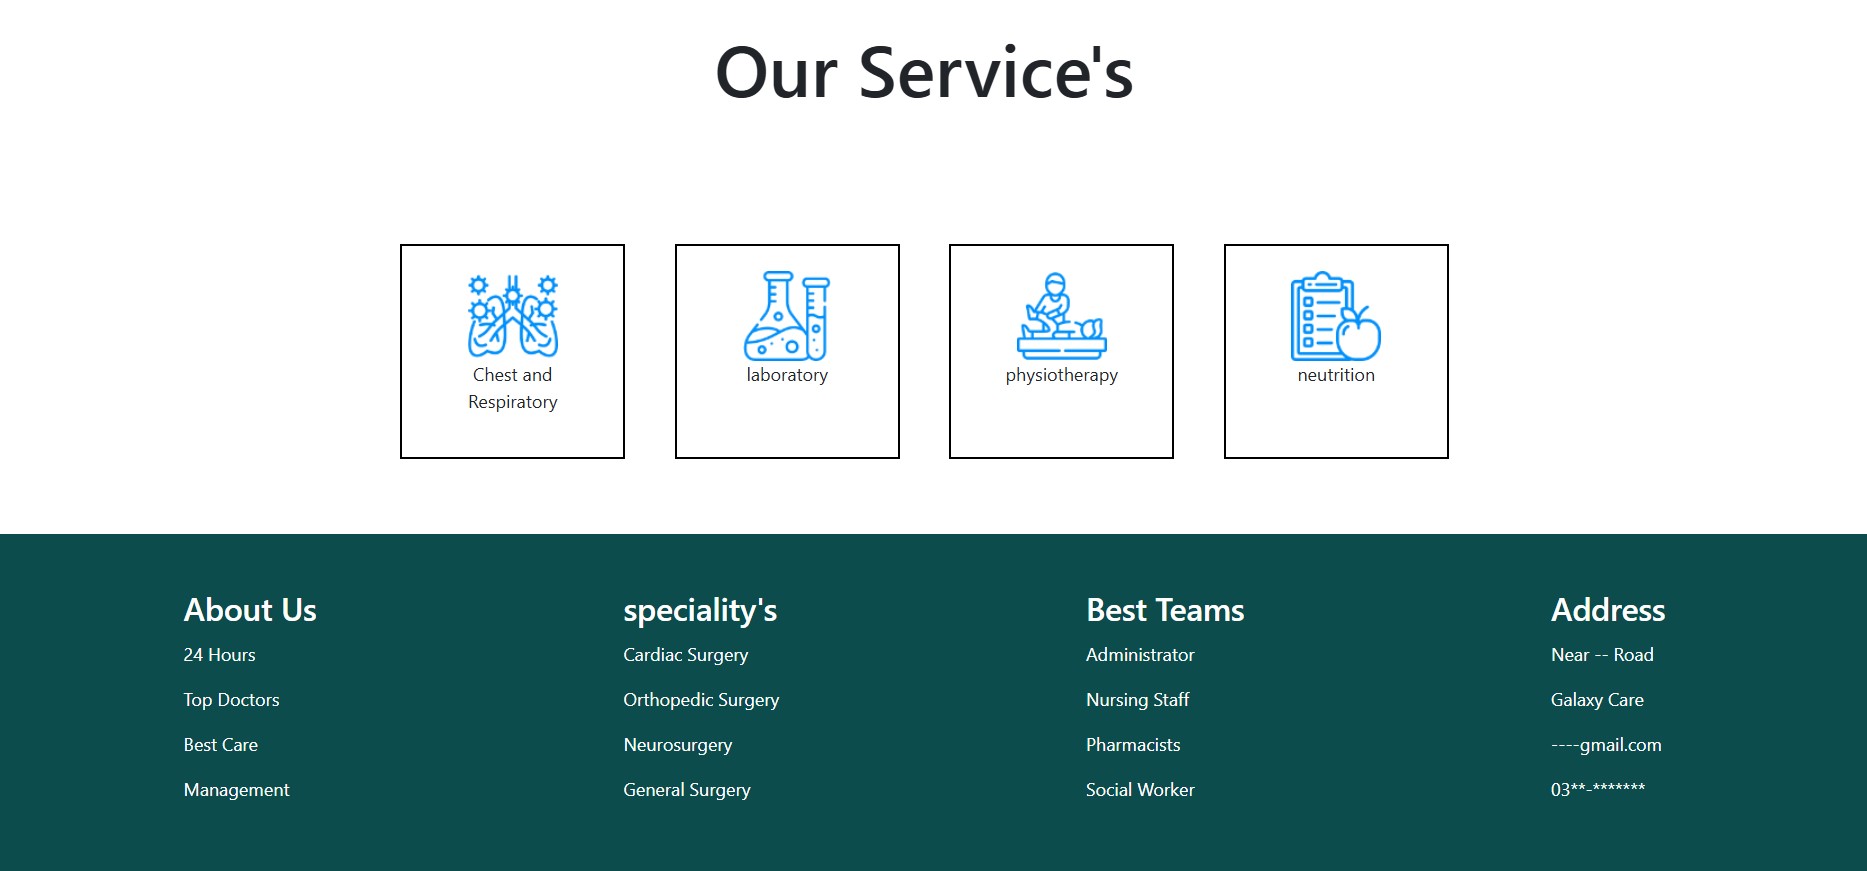 Our Service's
Chest and
Respiratory
laboratory
physiotherapy
neutrition
About Us
24 Hours
Top Doctors
Best Care
Management
speciality's
Cardiac Surgery
Orthopedic Surgery
Neurosurgery
General Surgery
Best Teams
Administrator
Nursing Staff
Pharmacists
Social Worker
Address
Near -- Road
Galaxy Care
----gmail.com
03**-*******